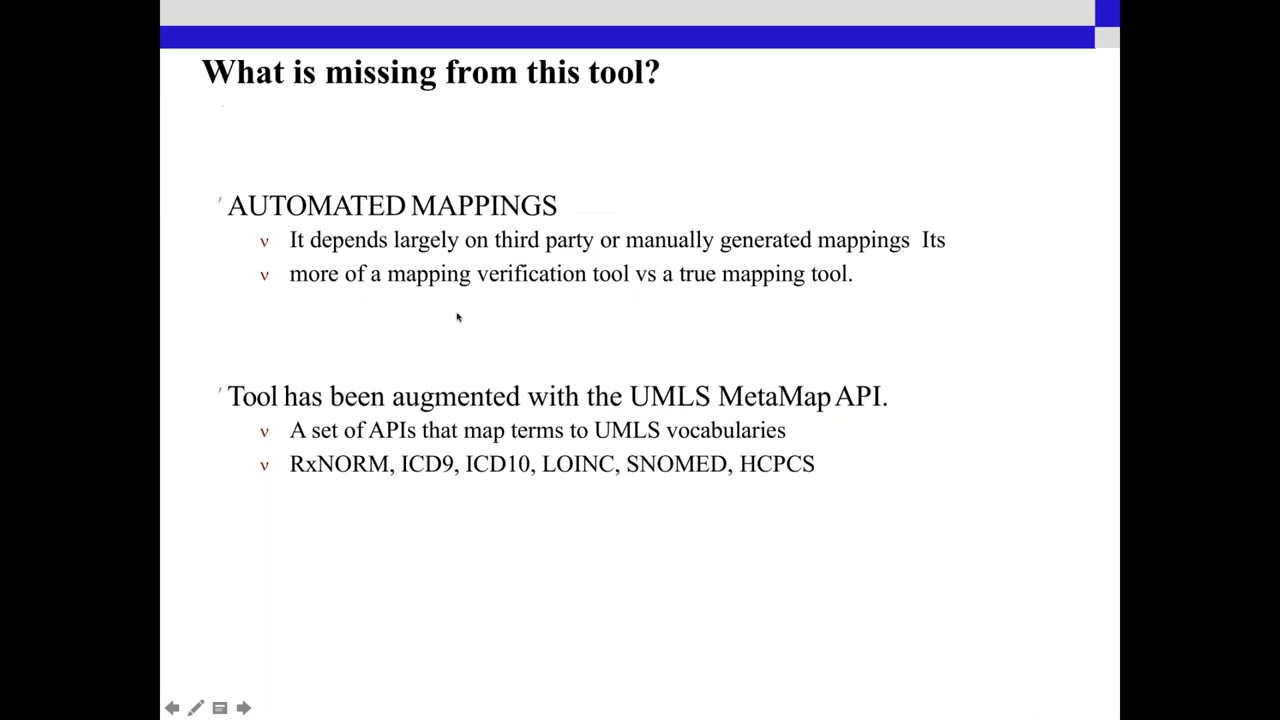 What is missing from this tool?
AUTOMATED MAPPINGS
ν It depends largely on third party or manually generated mappings Its
ν more of a mapping verification tool vs a true mapping tool.
Tool has been augmented with the UMLS MetaMap API.
ν A set of APIs that map terms to UMLS vocabularies
ν RxNORM, ICD9, ICD10, LOINC, SNOMED, HCPCS